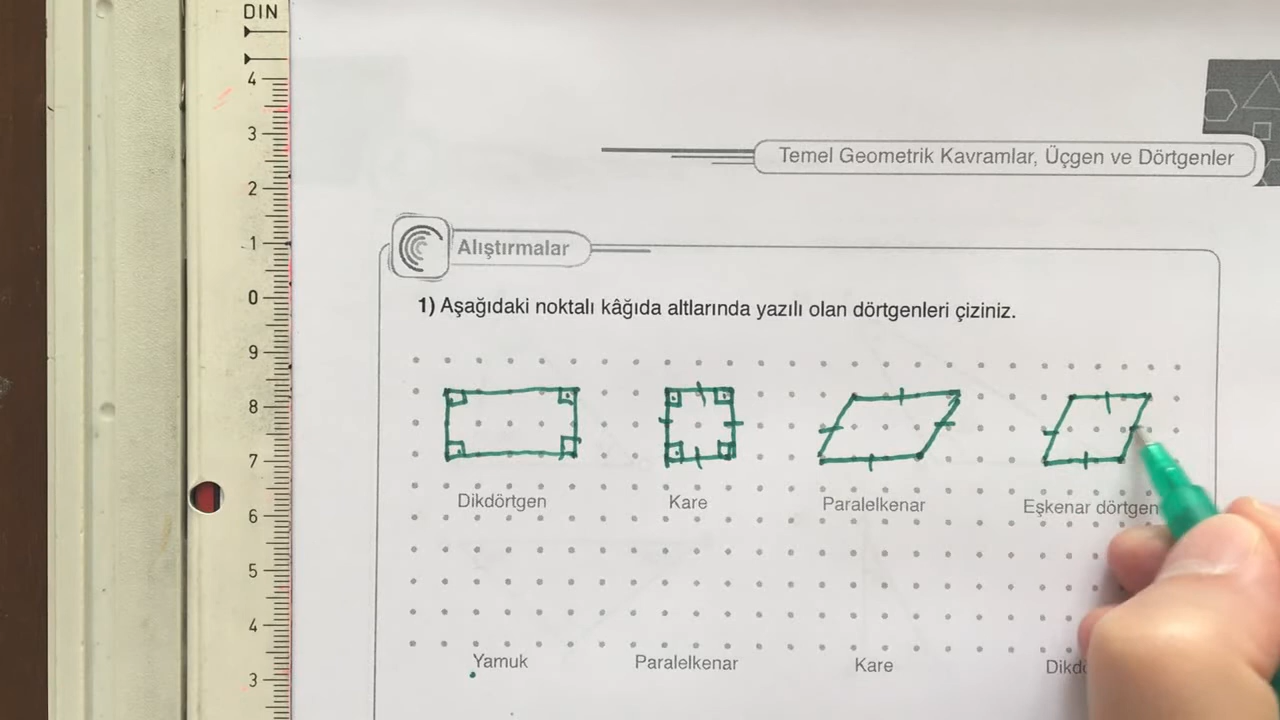 DIN
4
3
2
1
0
9
8
7
6
5
4
3
Temel Geometrik Kavramlar, Üçgen ve Dörtgenler
Alıştırmalar
1) Aşağıdaki noktalı kâğıda altlarında yazılı olan dörtgenleri çiziniz.
Dikdörtgen Kare Paralelkenar Eşkenar dörtgen
Yamuk Paralelkenar Kare